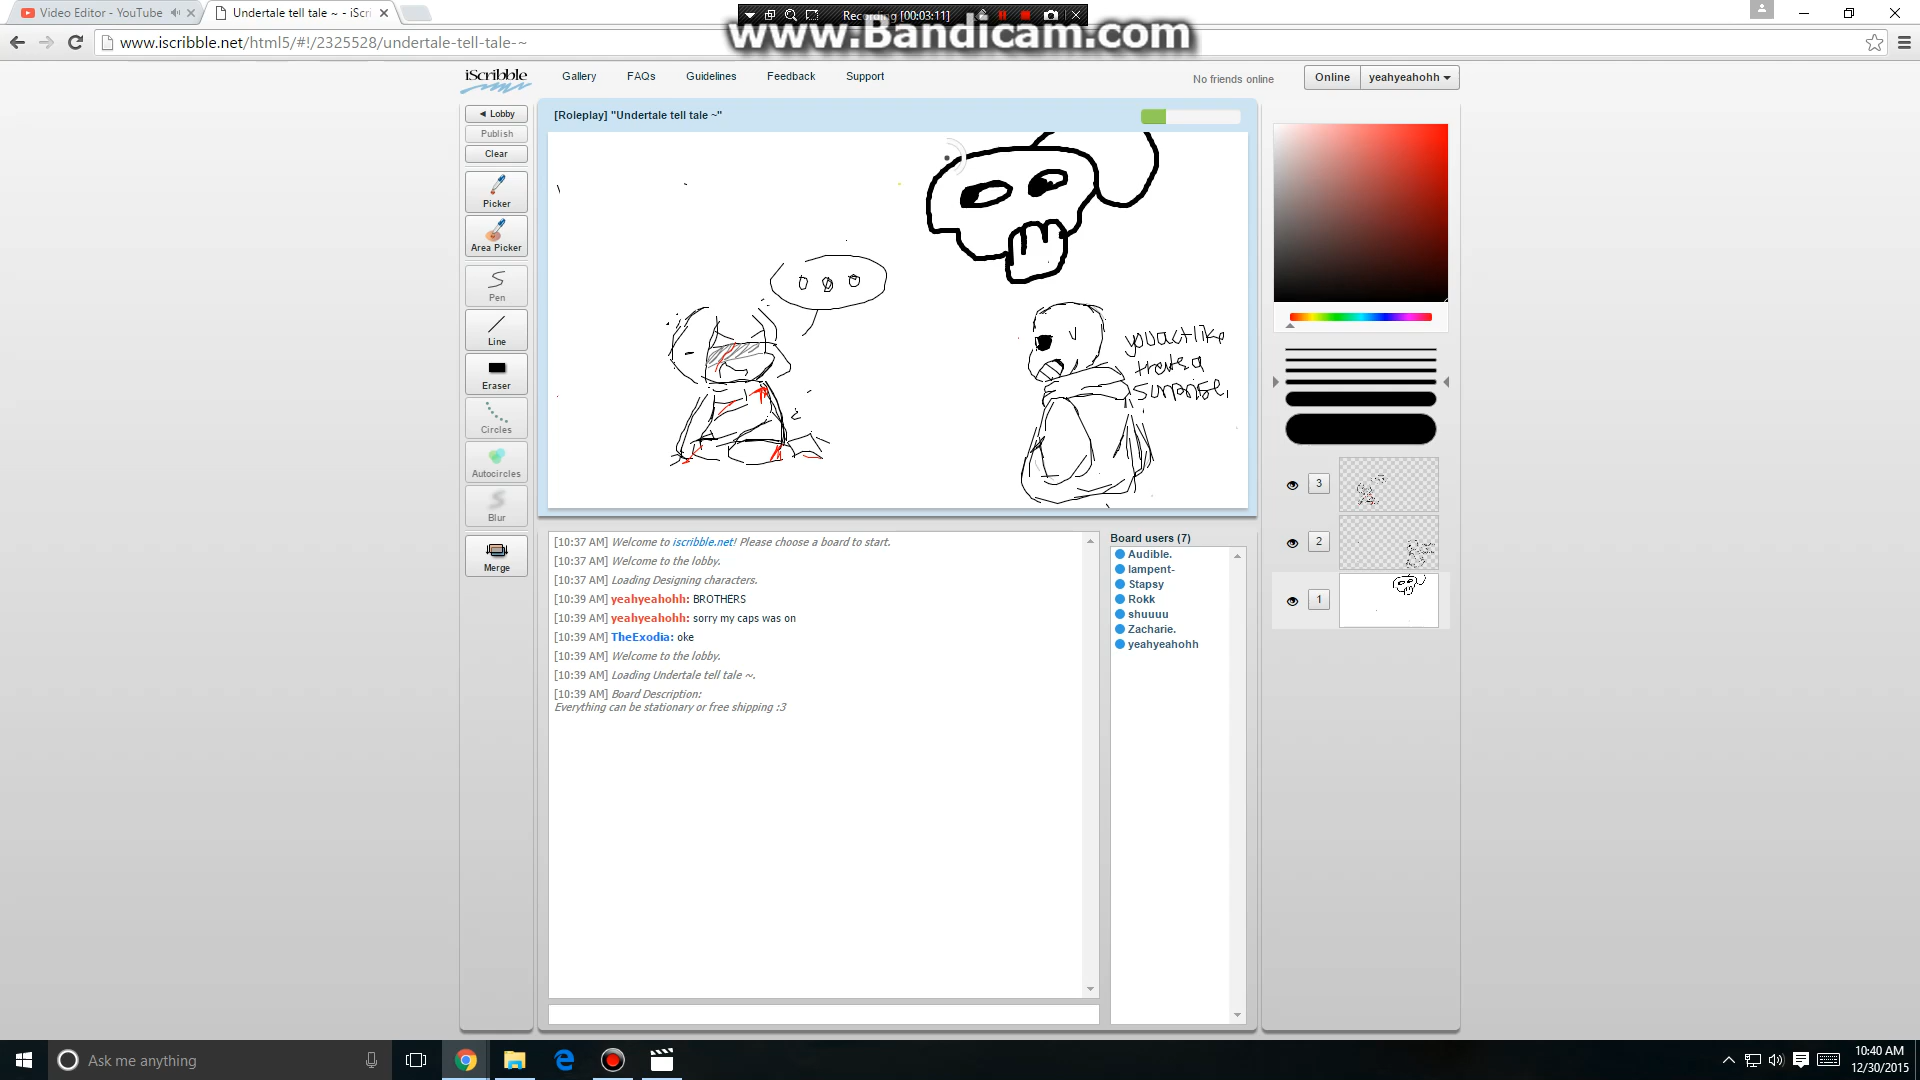 Video Editor - YouTube
Undertale tell tale ~ - iScri
Recording [00:03:11]
www.Bandicam.com
www.iscribble.net/html5/#!/2325528/undertale-tell-tale-~
iScribble
Gallery
FAQs
Guidelines
Feedback
Support
No friends online
Online
yeahyeahohh
Lobby
Publish
Clear
Picker
Area Picker
Pen
Line
Eraser
Circles
Autocircles
Blur
Merge
[Roleplay] "Undertale tell tale ~"
you act like
thats a
surprise,
3
2
1
[10:37 AM] Welcome to iscribble.net! Please choose a board to start.
[10:37 AM] Welcome to the lobby.
[10:37 AM] Loading Designing characters.
[10:39 AM] yeahyeahohh: BROTHERS
[10:39 AM] yeahyeahohh: sorry my caps was on
[10:39 AM] TheExodia: oke
[10:39 AM] Welcome to the lobby.
[10:39 AM] Loading Undertale tell tale ~.
[10:39 AM] Board Description:
Everything can be stationary or free shipping :3
Board users (7)
Audible.
lampent-
Stapsy
Rokk
shuuuu
Zacharie.
yeahyeahohh
Ask me anything
10:40 AM
12/30/2015